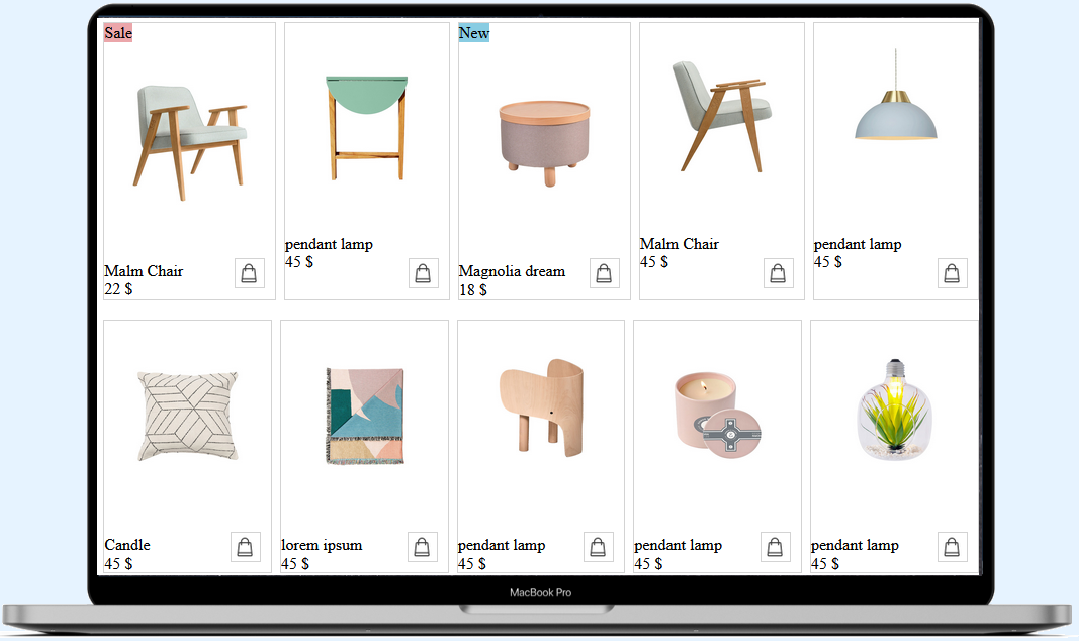 Sale
New
pendant lamp
45 $
Malm Chair
45 $
pendant lamp
45 $
Malm Chair
22 $
Magnolia dream
18 $
Candle
45 $
lorem ipsum
45 $
pendant lamp
45 $
pendant lamp
45 $
pendant lamp
45 $
MacBook Pro